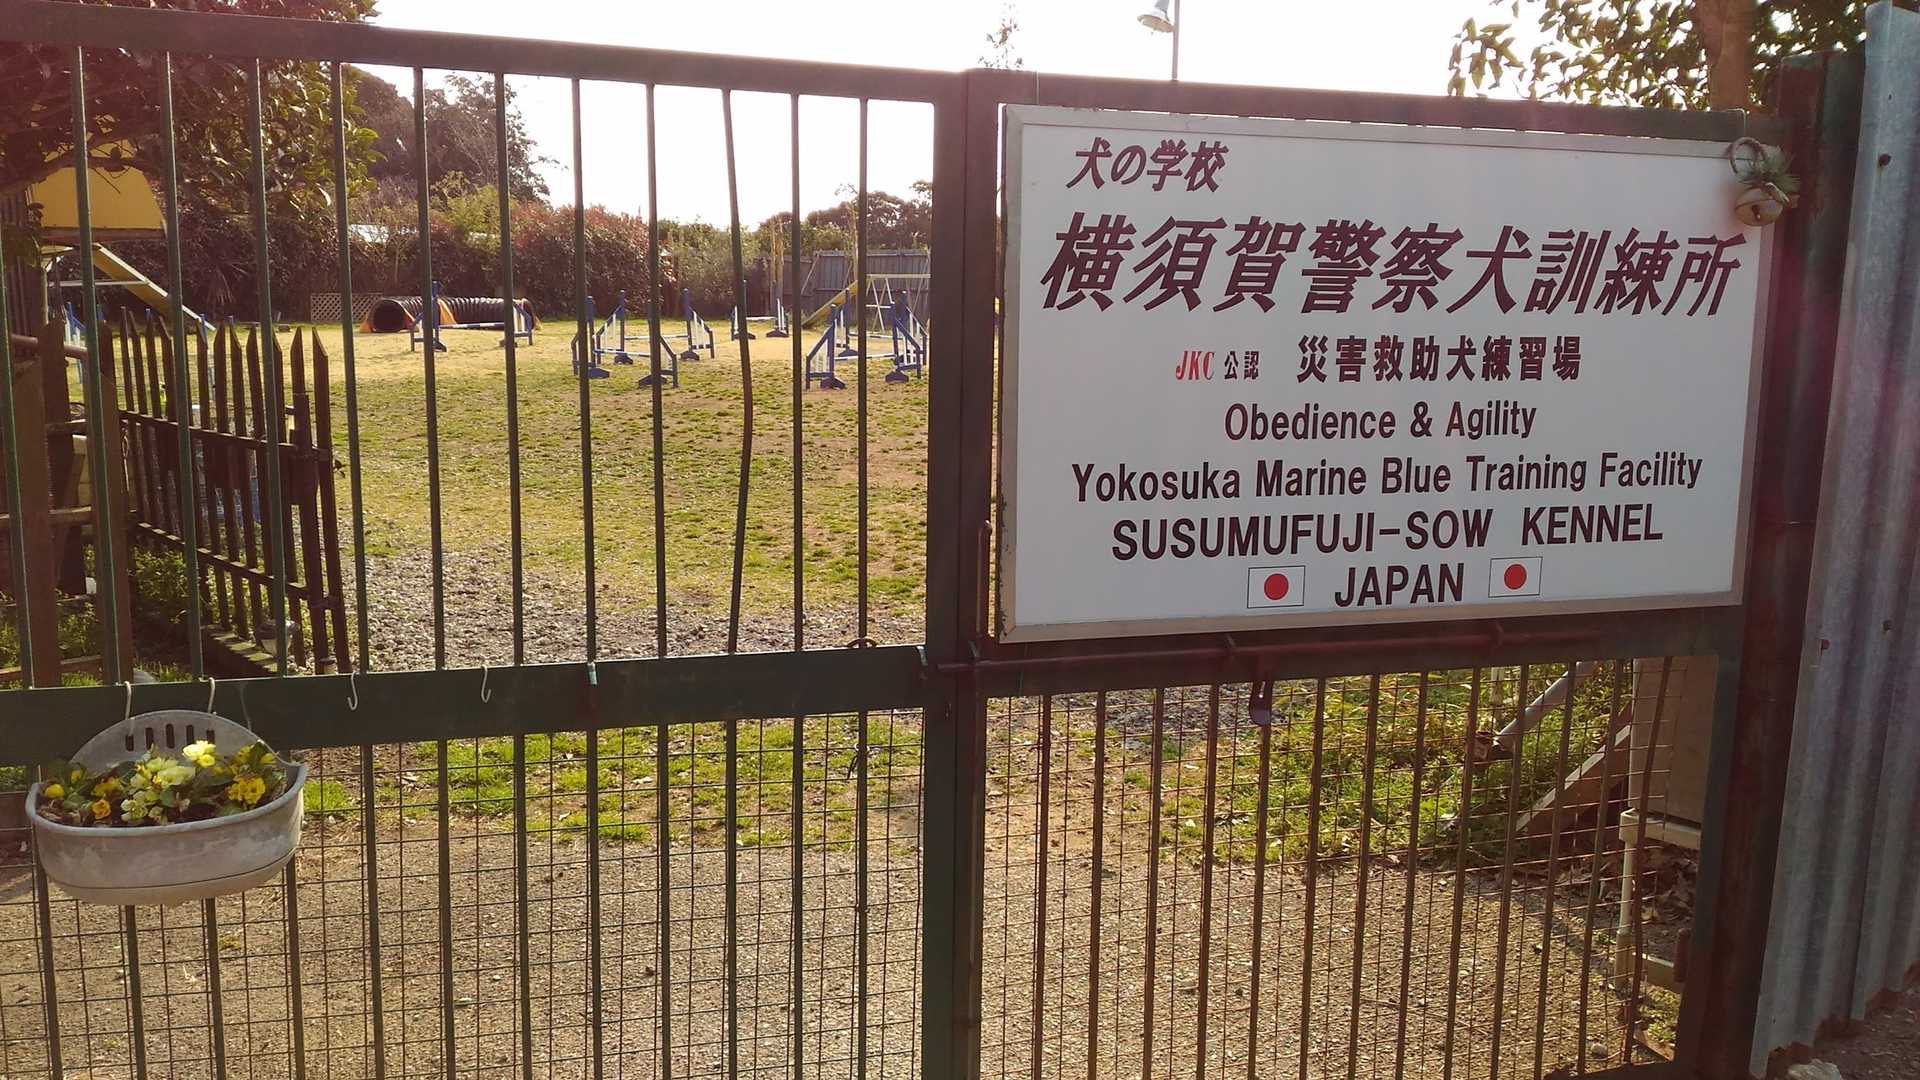 犬の学校
横須賀警察犬訓練所
JKC 公認 災害救助犬練習場
Obedience & Agility
Yokosuka Marine Blue Training Facility
SUSUMUFUJI-SOW KENNEL
JAPAN